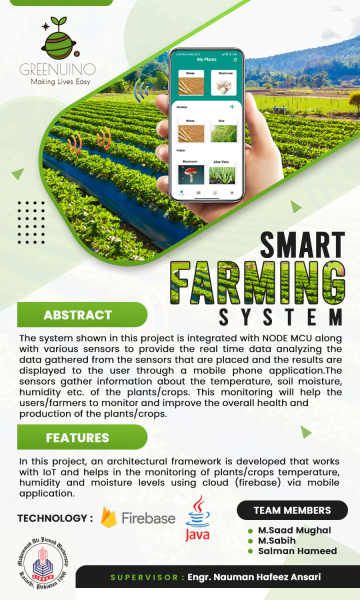 GREENUINO
Making Lives Easy
My Plants
Wheat
Mushroom
Outdoor
Wheat
Rice
Indoor
Mushroom
Aloe Vera
SMART
FARMING
SYSTEM
ABSTRACT
The system shown in this project is integrated with NODE MCU along
with various sensors to provide the real time data analyzing the
data gathered from the sensors that are placed and the results are
displayed to the user through a mobile phone application.The
sensors gather information about the temperature, soil moisture,
humidity etc. of the plants/crops. This monitoring will help the
users/farmers to monitor and improve the overall health and
production of the plants/crops.
FEATURES
In this project, an architectural framework is developed that works
with IoT and helps in the monitoring of plants/crops temperature,
humidity and moisture levels using cloud (firebase) via mobile
application.
TECHNOLOGY :
Firebase
Java
TEAM MEMBERS
M.Saad Mughal
M.Sabih
Salman Hameed
Mohammad Ali Jinnah University
Karachi, Pakistan 1998
SUPERVISOR : Engr. Nauman Hafeez Ansari